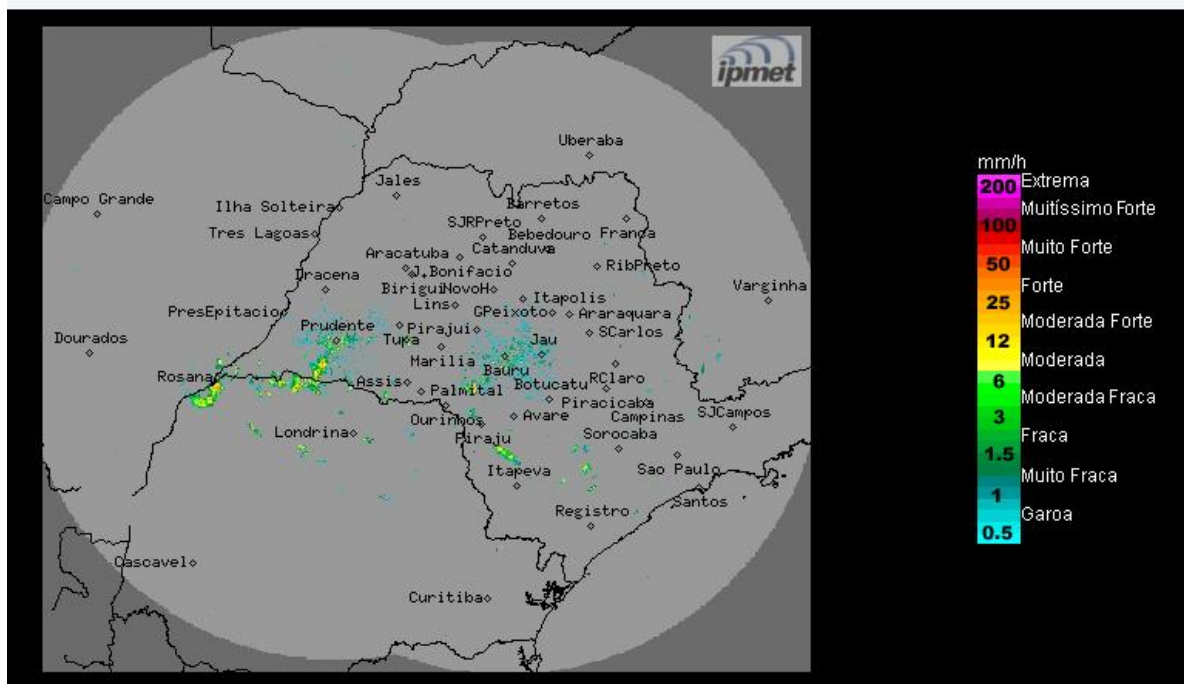 ipmet
Uberaba
Jales
Campo Grande
Ilha Solteira
Barretos
SJRPreto
Tres Lagoas
Bebedouro
Franca
Catanduva
Aracatuba
J.Bonifacio
RibPreto
Dracena
Birigui
NovoH
Itapolis
Varginha
Lins
PresEpitacio
GPeixoto
Araraquara
Prudente
Pirajui
SCarlos
Dourados
Tupa
Jau
Marilia
Bauru
Rosana
RClaro
Assis
Palmital
Botucatu
Piracicaba
Ourinhos
Avare
Campinas
SJCampos
Londrina
Piraju
Sorocaba
Itapeva
Sao Paulo
Santos
Registro
Cascavel
Curitiba
mm/h
200 Extrema
Muitíssimo Forte
100
Muito Forte
50
Forte
25
Moderada Forte
12
Moderada
6
Moderada Fraca
3
Fraca
1.5
Muito Fraca
1
Garoa
0.5